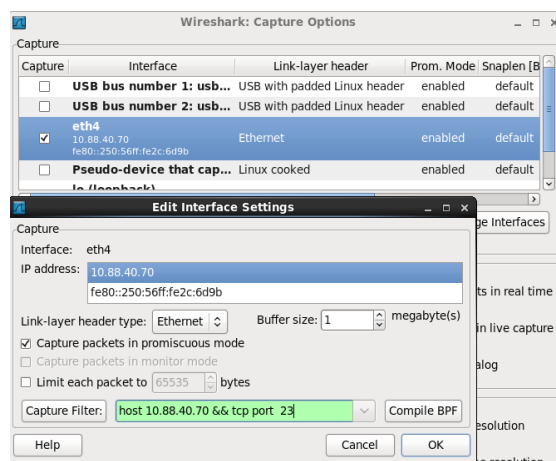 Wireshark: Capture Options
Capture
Capture Interface Link-layer header Prom. Mode Snaplen [B
USB bus number 1: usb... USB with padded Linux header enabled default
USB bus number 2: usb... USB with padded Linux header enabled default
eth4
10.88.40.70 Ethernet enabled default
fe80::250:56ff:fe2c:6d9b
Pseudo-device that cap... Linux cooked enabled default
lo (loopback)
Edit Interface Settings
ge Interfaces
Capture
Interface: eth4
IP address: 10.88.40.70
fe80::250:56ff:fe2c:6d9b
ts in real time
Link-layer header type: Ethernet Buffer size: 1 megabyte(s)
in live capture
Capture packets in promiscuous mode
Capture packets in monitor mode
alog
Limit each packet to 65535 bytes
Capture Filter: host 10.88.40.70 && tcp port 23 Compile BPF
esolution
Help Cancel OK